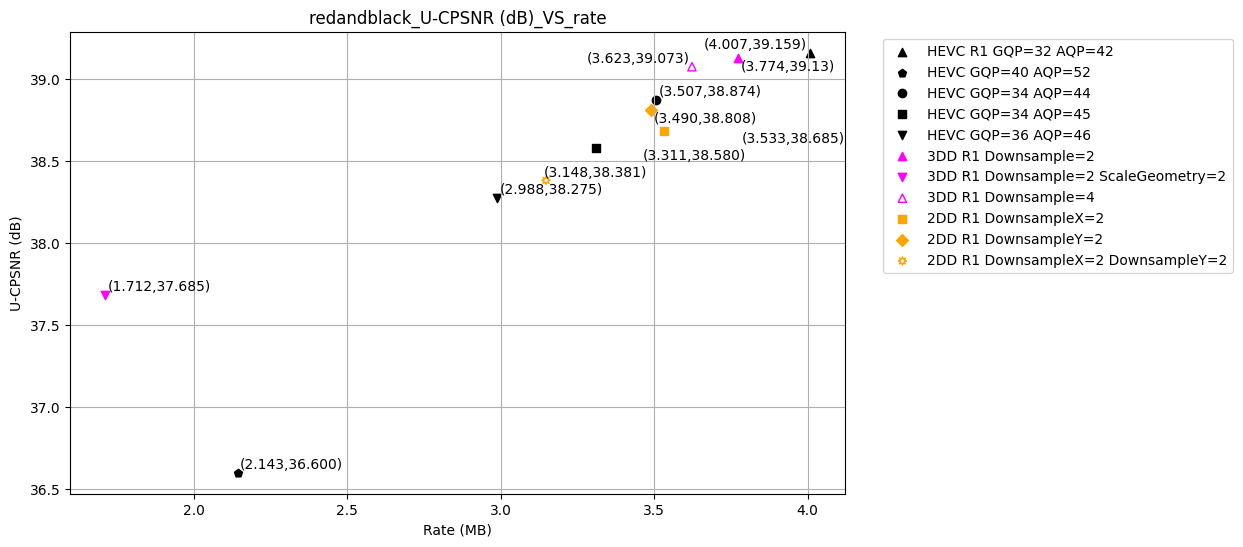 redandblack_U-CPSNR (dB)_VS_rate
U-CPSNR (dB)
39.0
38.5
38.0
37.5
37.0
36.5
(4.007,39.159)
(3.623,39.073)
(3.774,39.13)
(3.507,38.874)
(3.490,38.808)
(3.533,38.685)
(3.311,38.580)
(3.148,38.381)
(2.988,38.275)
(1.712,37.685)
(2.143,36.600)
2.0
2.5
3.0
3.5
4.0
Rate (MB)
HEVC R1 GQP=32 AQP=42
HEVC GQP=40 AQP=52
HEVC GQP=34 AQP=44
HEVC GQP=34 AQP=45
HEVC GQP=36 AQP=46
3DD R1 Downsample=2
3DD R1 Downsample=2 ScaleGeometry=2
3DD R1 Downsample=4
2DD R1 DownsampleX=2
2DD R1 DownsampleY=2
2DD R1 DownsampleX=2 DownsampleY=2